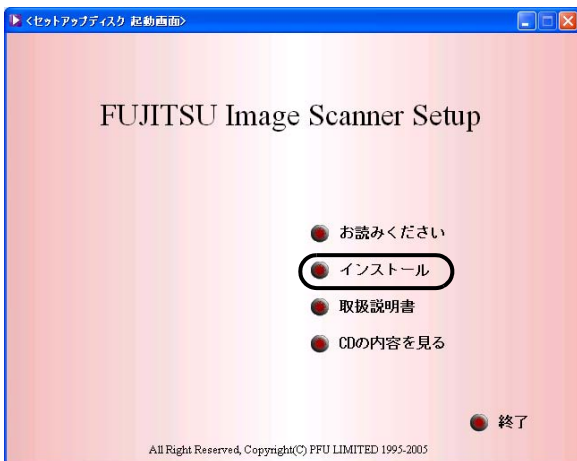 <セットアップディスク 起動画面>
FUJITSU Image Scanner Setup
お読みください
インストール
取扱説明書
CDの内容を見る
終了
All Right Reserved, Copyright(C) PFU LIMITED 1995-2005